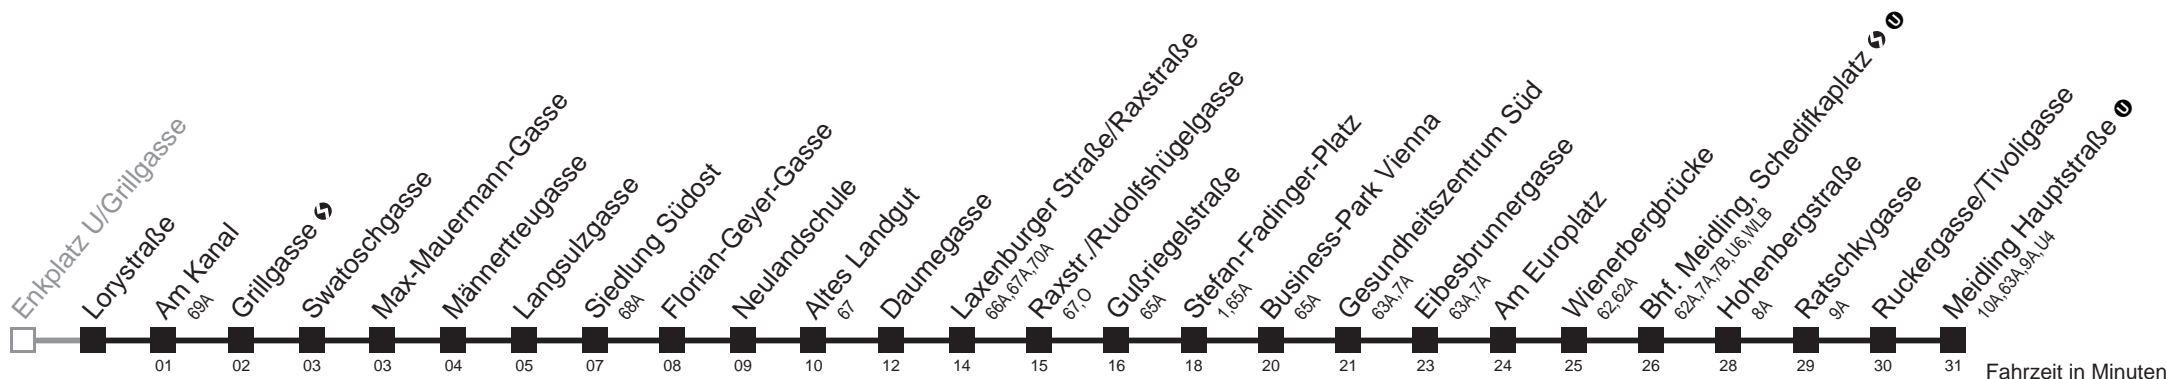 Enkplatz U/Grillgasse
Lorystraße
Am Kanal
69A
Grillgasse
Swatoschgasse
Max-Mauermann-Gasse
Männertreugasse
Langsulzgasse
Siedlung Südost
68A
Florian-Geyer-Gasse
Neulandschule
Altes Landgut
67
Daumegasse
Laxenburger Straße/Raxstraße
66A,67A,70A
Raxstr./Rudolfshügelgasse
67,O
Gußriegelstraße
65A
Stefan-Fadinger-Platz
1,65A
Business-Park Vienna
65A
Gesundheitszentrum Süd
63A,7A
Eibesbrunnergasse
63A,7A
Am Europlatz
Wienerbergbrücke
62,62A
Bhf. Meidling, Schedifkaplatz U
62A,7A,7B,U6,WLB
Hohenbergstraße
8A
Ratschkygasse
9A
Ruckergasse/Tivoligasse
Meidling Hauptstraße U
10A,63A,9A,U4
01 02 03 03 04 05 07 08 09 10 12 14 15 16 18 20 21 23 24 25 26 28 29 30 31
Fahrzeit in Minuten